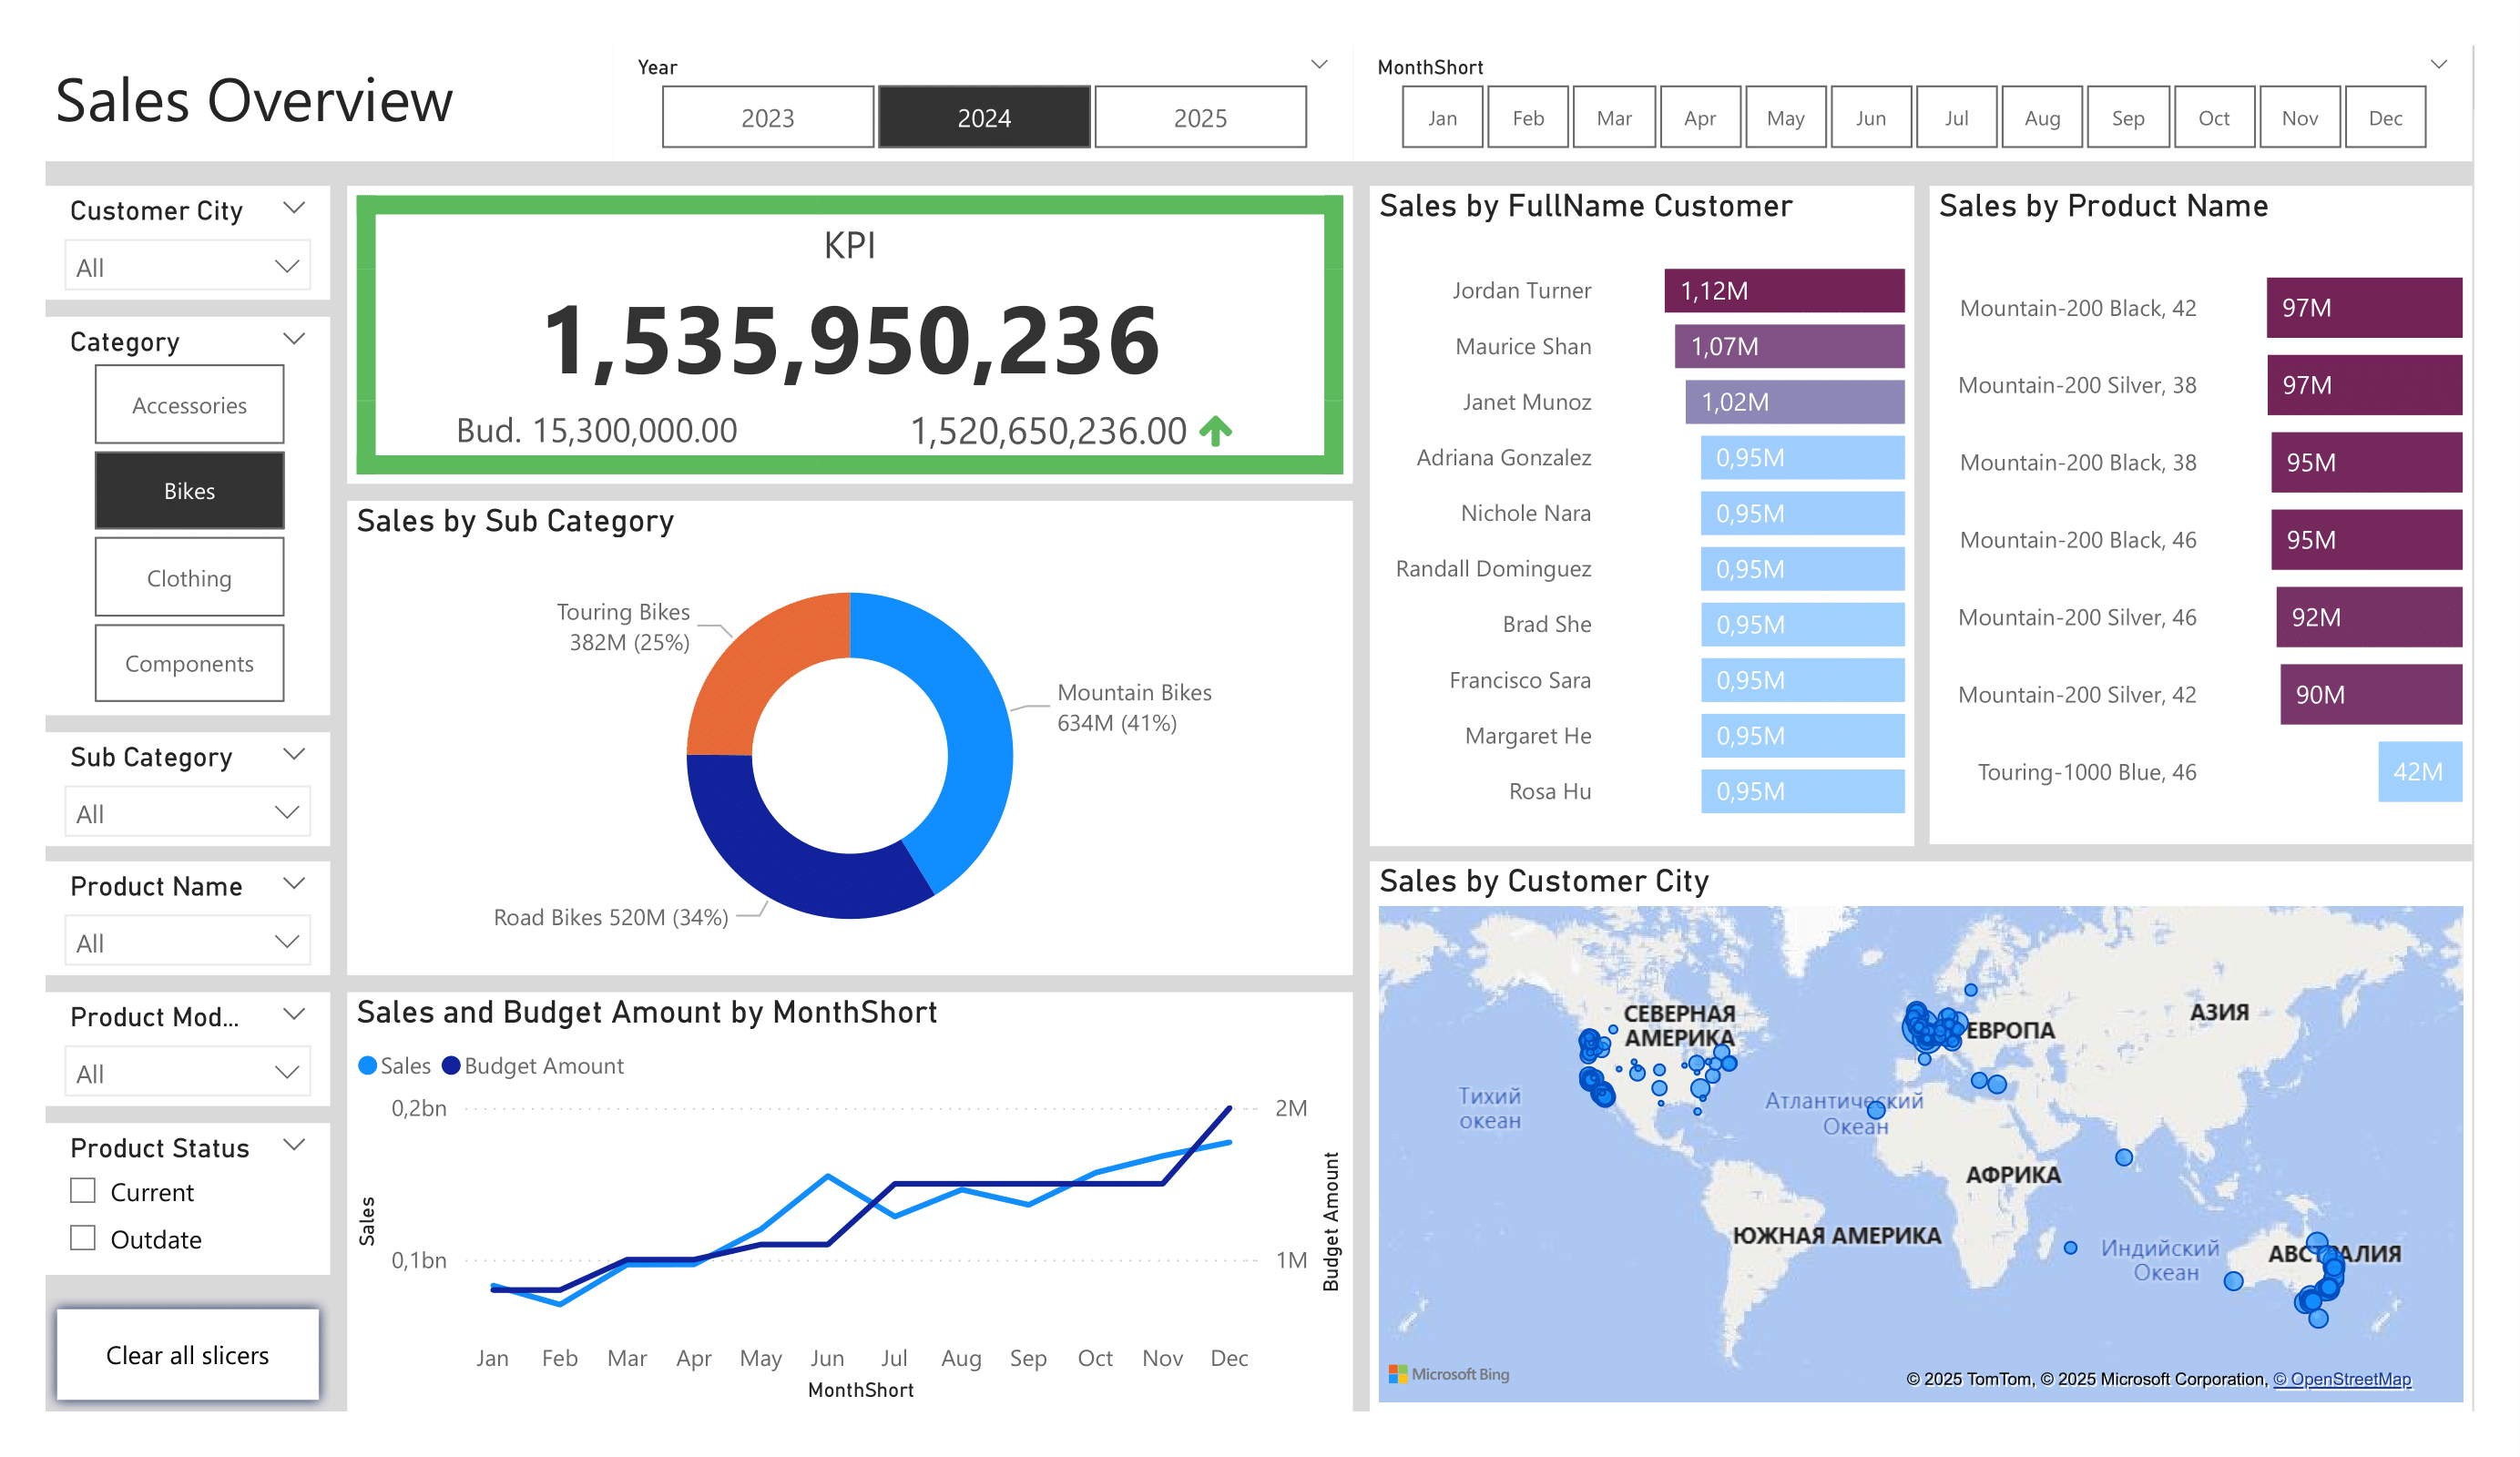 Sales Overview
Year
2023
2024
2025
MonthShort
Jan
Feb
Mar
Apr
May
Jun
Jul
Aug
Sep
Oct
Nov
Dec
Customer City
All
Category
Accessories
Bikes
Clothing
Components
Sub Category
All
Product Name
All
Product Mod...
All
Product Status
Current
Outdate
Clear all slicers
KPI
1,535,950,236
Bud. 15,300,000.00
1,520,650,236.00
Sales by Sub Category
Touring Bikes
382M (25%)
Mountain Bikes
634M (41%)
Road Bikes 520M (34%)
Sales and Budget Amount by MonthShort
Sales
Budget Amount
0,2bn
2M
0,1bn
1M
Sales
Budget Amount
Jan
Feb
Mar
Apr
May
Jun
Jul
Aug
Sep
Oct
Nov
Dec
MonthShort
Sales by FullName Customer
Jordan Turner
1,12M
Maurice Shan
1,07M
Janet Munoz
1,02M
Adriana Gonzalez
0,95M
Nichole Nara
0,95M
Randall Dominguez
0,95M
Brad She
0,95M
Francisco Sara
0,95M
Margaret He
0,95M
Rosa Hu
0,95M
Sales by Product Name
Mountain-200 Black, 42
97M
Mountain-200 Silver, 38
97M
Mountain-200 Black, 38
95M
Mountain-200 Black, 46
95M
Mountain-200 Silver, 46
92M
Mountain-200 Silver, 42
90M
Touring-1000 Blue, 46
42M
Sales by Customer City
СЕВЕРНАЯ
АМЕРИКА
ЕВРОПА
АЗИЯ
Тихий
океан
Атлантический
Океан
АФРИКА
ЮЖНАЯ АМЕРИКА
Индийский
Океан
АВСТРАЛИЯ
Microsoft Bing
© 2025 TomTom, © 2025 Microsoft Corporation, © OpenStreetMap